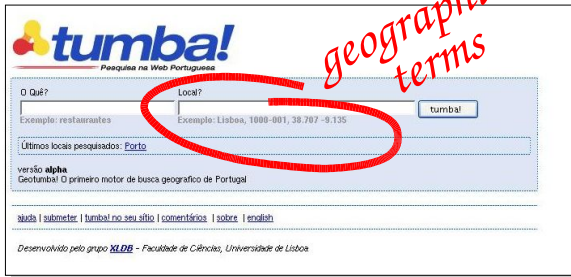 tumba!
Pesquisa na Web Portuguesa
geographic
terms
O Quê? Local?
tumba!
Exemplo: restaurantes Exemplo: Lisboa, 1000-001, 38.707 -9.135
Últimos locais pesquisados: Porto
versão alpha
Geotumba! O primeiro motor de busca geografico de Portugal
ajuda | submeter | tumba! no seu sítio | comentários | sobre | english
Desenvolvido pelo grupo XLDB - Faculdade de Ciências, Universidade de Lisboa